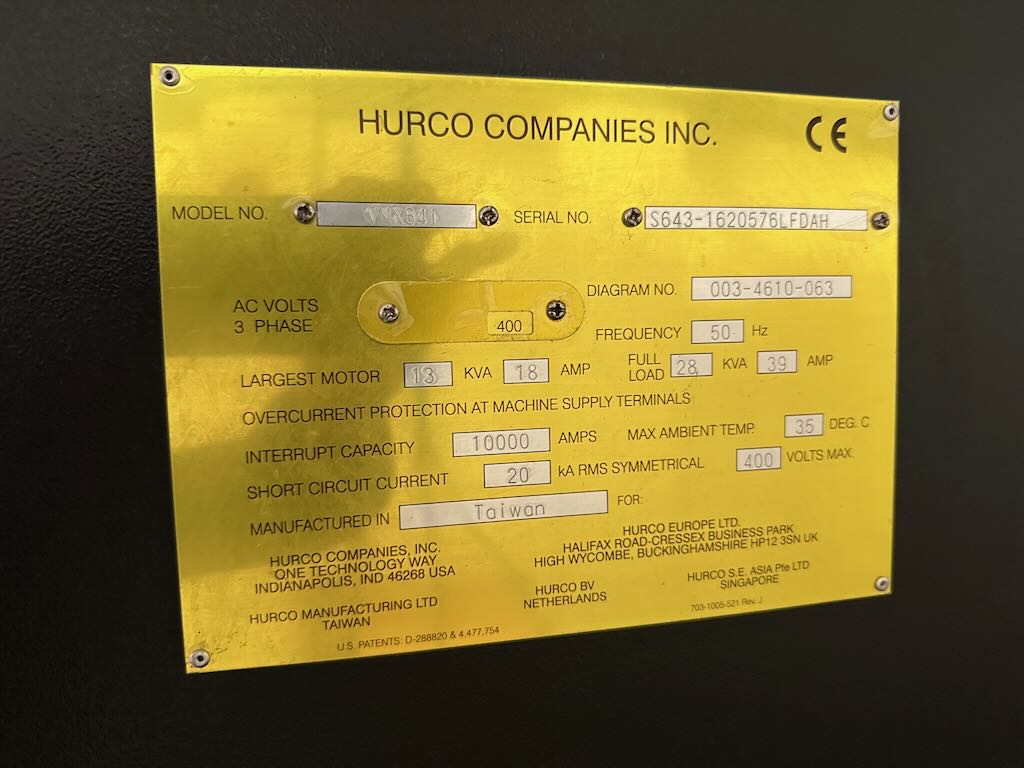 HURCO COMPANIES INC. CE
MODEL NO. SERIAL NO. S643-1620576LFDAH
DIAGRAM NO. 003-4610-063
AC VOLTS
3 PHASE 400
FREQUENCY 50 Hz
LARGEST MOTOR 13 KVA 18 AMP
FULL
LOAD 28 KVA 39 AMP
OVERCURRENT PROTECTION AT MACHINE SUPPLY TERMINALS
INTERRUPT CAPACITY 10000 AMPS MAX AMBIENT TEMP. 35 DEG. C
SHORT CIRCUIT CURRENT 20 kA RMS SYMMETRICAL 400 VOLTS MAX.
MANUFACTURED IN Taiwan FOR:
HURCO COMPANIES, INC.
ONE TECHNOLOGY WAY
INDIANAPOLIS, IND 46268 USA
HURCO EUROPE LTD.
HALIFAX ROAD-CRESSEX BUSINESS PARK
HIGH WYCOMBE, BUCKINGHAMSHIRE HP12 3SN UK
HURCO MANUFACTURING LTD
TAIWAN
HURCO BV
NETHERLANDS
HURCO S.E. ASIA Pte LTD
SINGAPORE
U.S. PATENTS: D-288820 & 4,477,754
703-1005-521 Rev. J